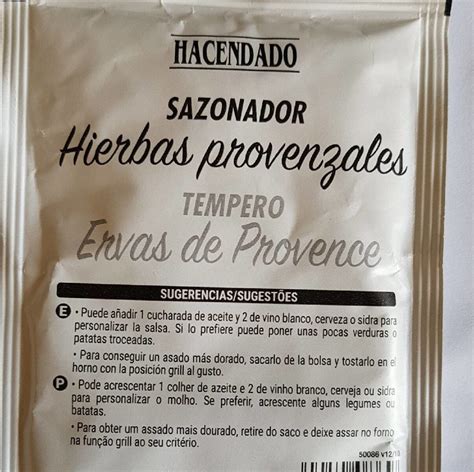 HACENDADO
SAZONADOR
Hierbas provenzales
TEMPERO
Ervas de Provence
SUGERENCIAS/SUGESTÕES
E • Puede añadir 1 cucharada de aceite y 2 de vino blanco, cerveza o sidra para
personalizar la salsa. Si lo prefiere puede poner unas pocas verduras o
patatas troceadas.
• Para conseguir un asado más dorado, sacarlo de la bolsa y tostarlo en el
horno con la posición grill al gusto.
P • Pode acrescentar 1 colher de azeite e 2 de vinho branco, cerveja ou sidra
para personalizar o molho. Se preferir, acrescente alguns legumes ou
batatas.
• Para obter um assado mais dourado, retire do saco e deixe assar no forno
na função grill ao seu critério.
50086 v12/19